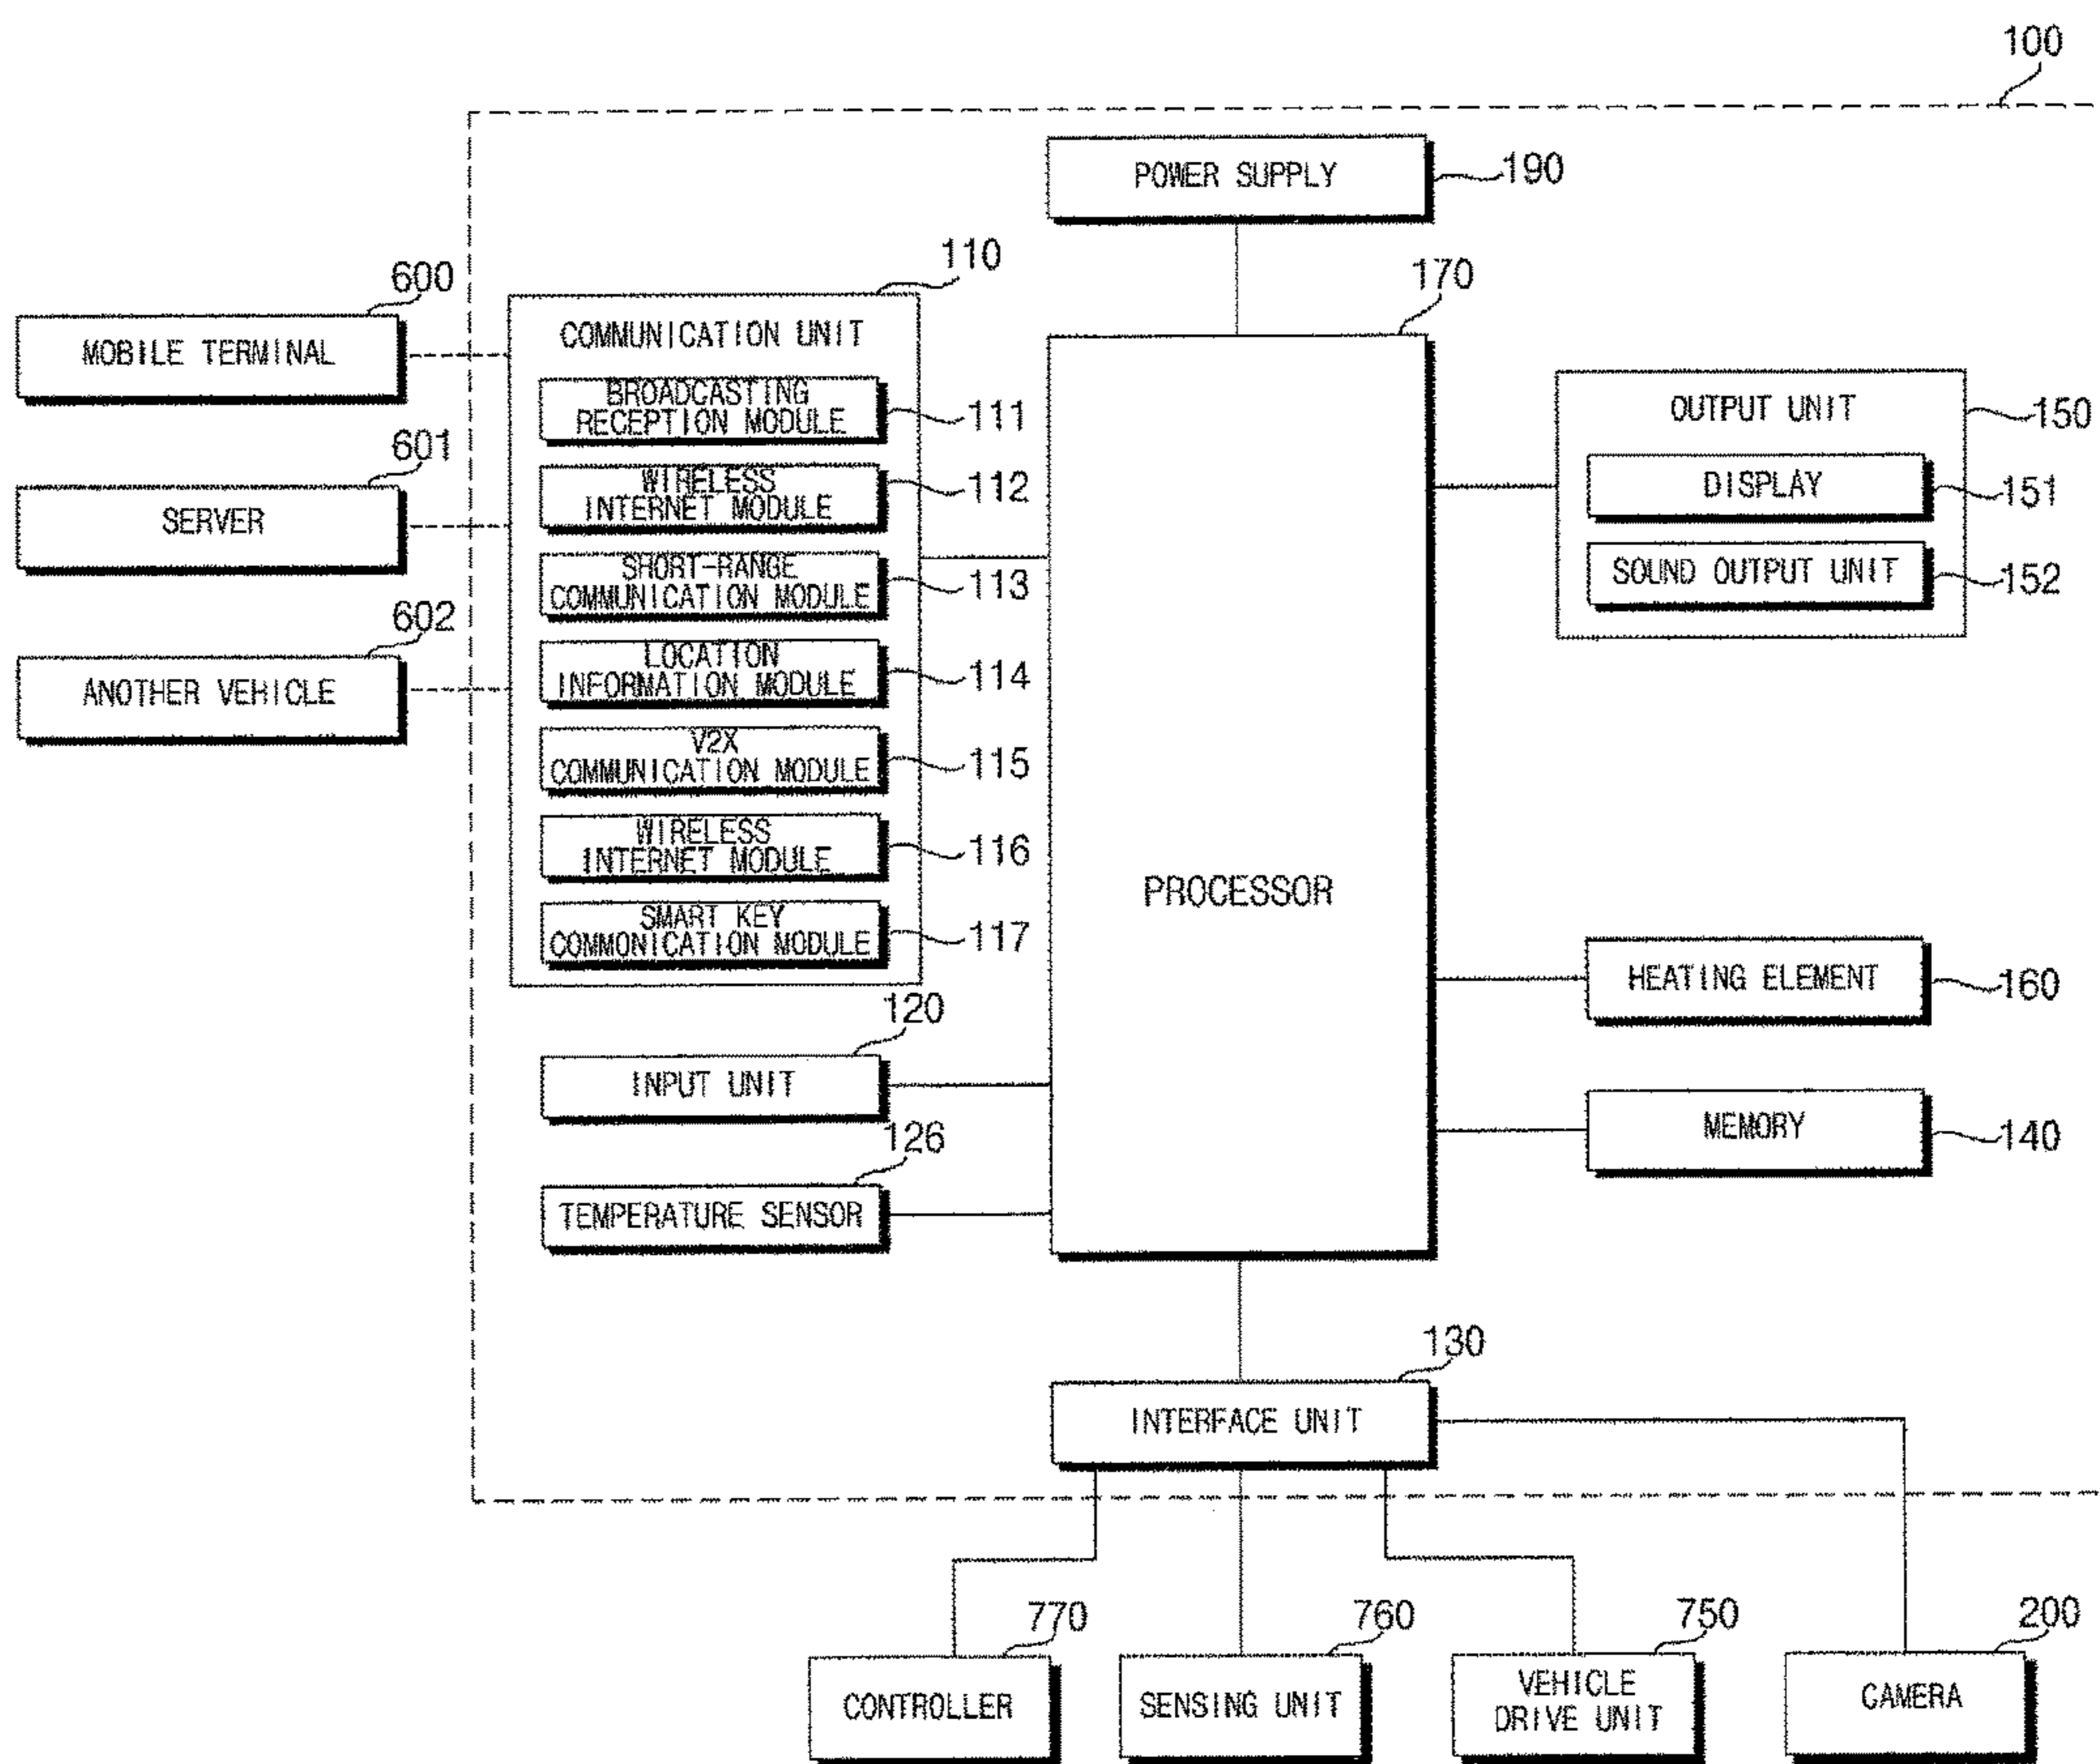 100
POWER SUPPLY
190
110
170
600
MOBILE TERMINAL
COMMUNICATION UNIT
BROADCASTING
RECEPTION MODULE
111
OUTPUT UNIT
150
601
SERVER
WIRELESS
INTERNET MODULE
112
DISPLAY
151
SHORT-RANGE
COMMUNICATION MODULE
113
SOUND OUTPUT UNIT
152
602
ANOTHER VEHICLE
LOCATION
INFORMATION MODULE
114
V2X
COMMUNICATION MODULE
115
WIRELESS
INTERNET MODULE
116
PROCESSOR
SMART KEY
COMMONICATION MODULE
117
HEATING ELEMENT
160
120
INPUT UNIT
MEMORY
140
126
TEMPERATURE SENSOR
130
INTERFACE UNIT
770
760
750
200
CONTROLLER
SENSING UNIT
VEHICLE
DRIVE UNIT
CAMERA